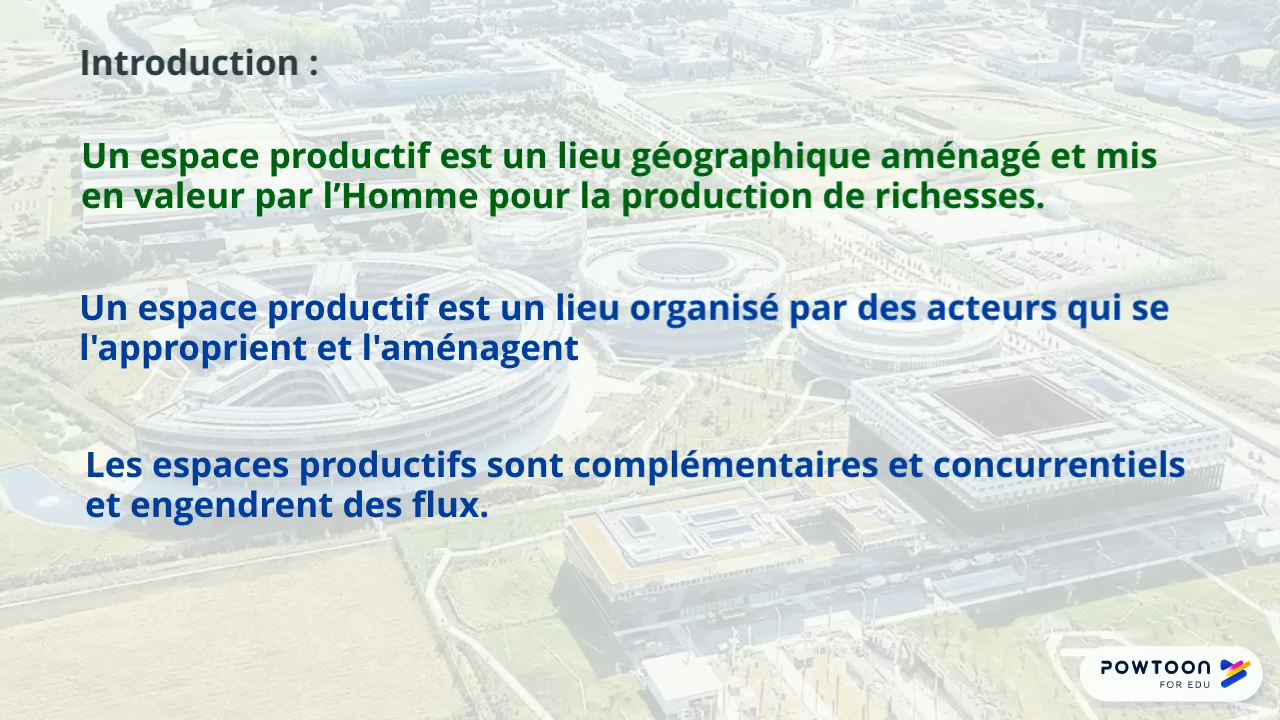 Introduction :
Un espace productif est un lieu géographique aménagé et mis
en valeur par l’Homme pour la production de richesses.
Un espace productif est un lieu organisé par des acteurs qui se
l'approprient et l'aménagent
Les espaces productifs sont complémentaires et concurrentiels
et engendrent des flux.
POWTOON
FOR EDU